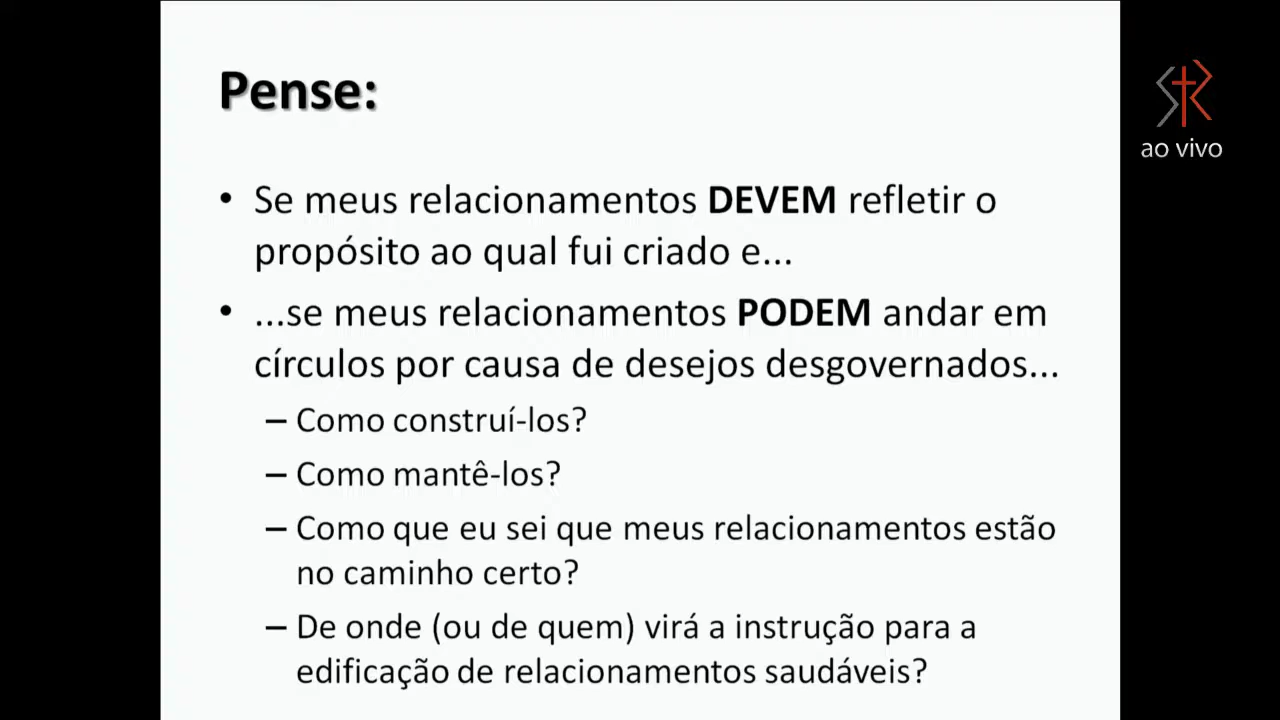 Pense:
• Se meus relacionamentos DEVEM refletir o
propósito ao qual fui criado e...
• ...se meus relacionamentos PODEM andar em
círculos por causa de desejos desgovernados...
– Como construí-los?
– Como mantê-los?
– Como que eu sei que meus relacionamentos estão
no caminho certo?
– De onde (ou de quem) virá a instrução para a
edificação de relacionamentos saudáveis?
ao vivo